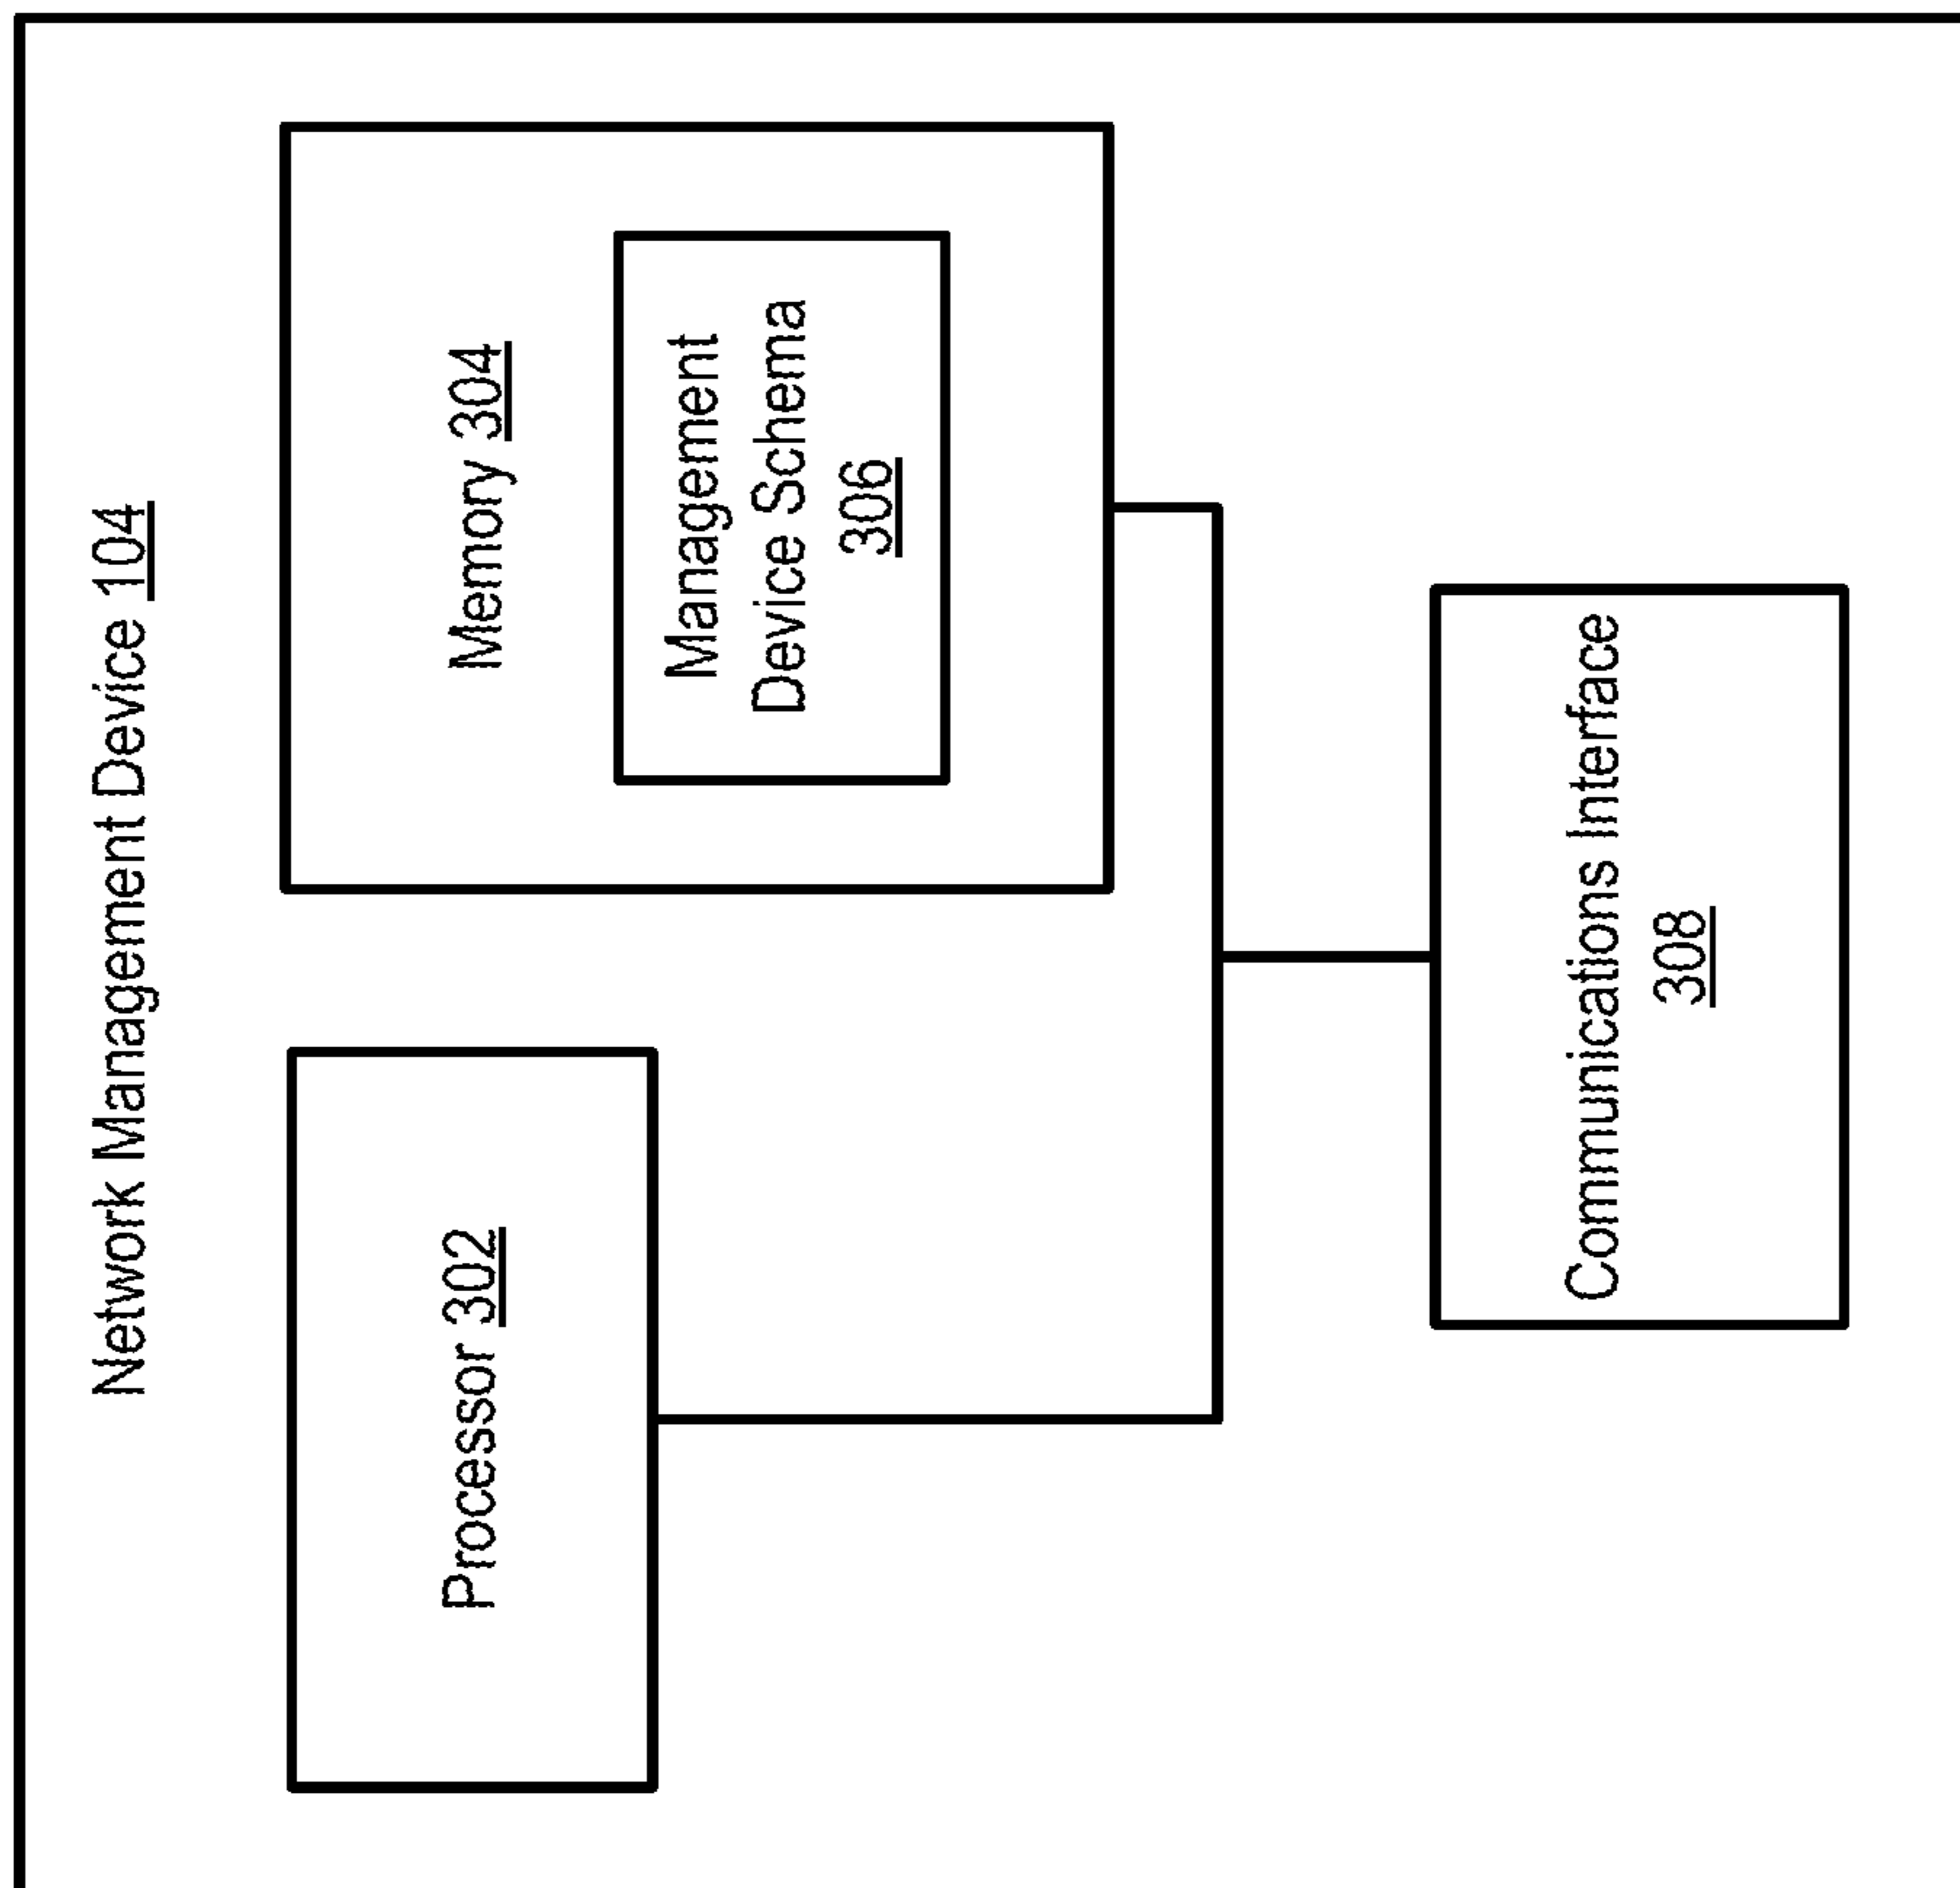 Network Management Device 104
Processor 302
Memory 304
Management
Device Schema
306
Communications Interface
308